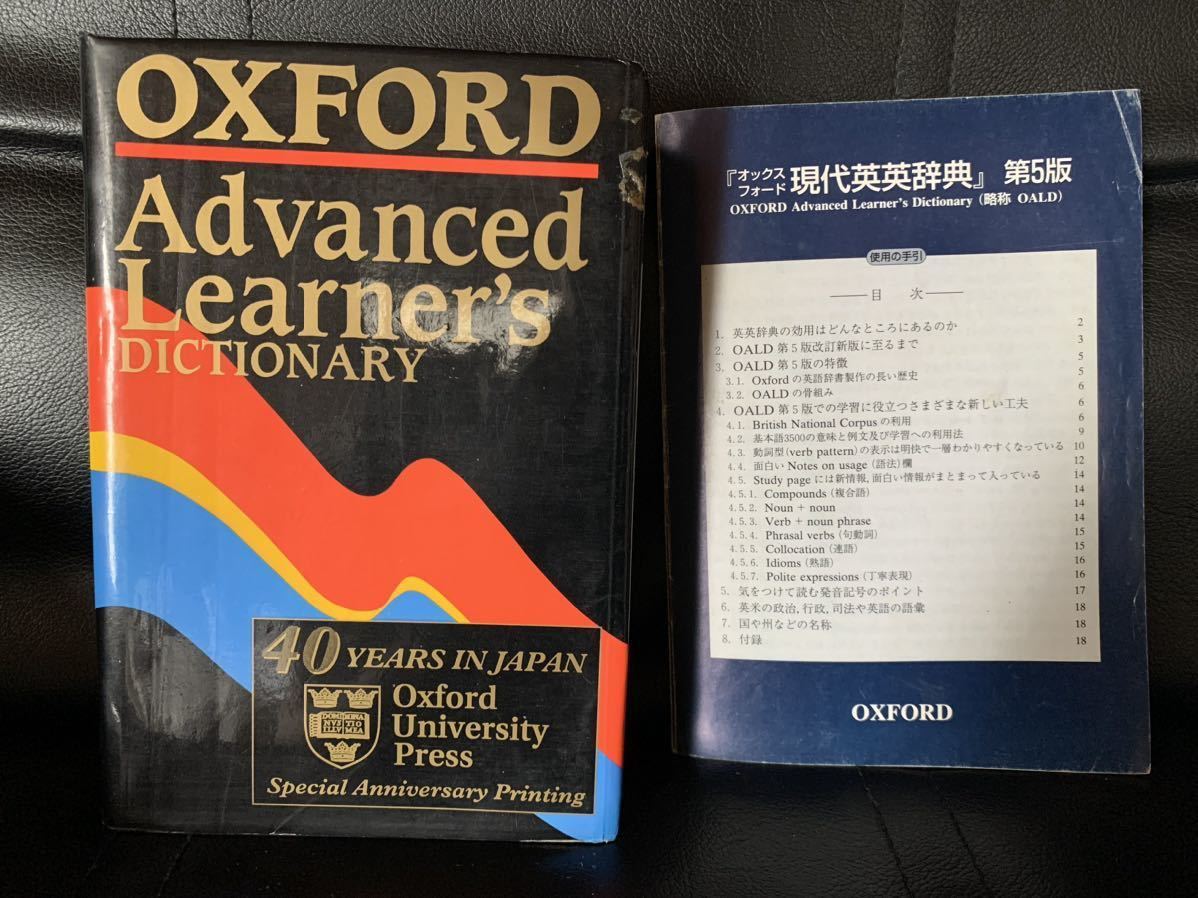 OXFORD
Advanced
Learner's
DICTIONARY
40 YEARS IN JAPAN
DOMI NVS ILLV
MINA TIO MEA
Oxford
University
Press
Special Anniversary Printing
『オックスフォード現代英英辞典』第5版
OXFORD Advanced Learner's Dictionary (略称 OALD)
使用の手引
目 次
1. 英英辞典の効用はどんなところにあるのか 2
2. OALD 第5版改訂新版に至るまで 3
3. OALD 第5版の特徴 5
3.1. Oxford の英語辞書製作の長い歴史 5
3.2. OALD の骨組み 6
4. OALD 第5版での学習に役立つさまざまな新しい工夫 6
4.1. British National Corpus の利用 6
4.2. 基本語3500の意味と例文及び学習への利用法 9
4.3. 動詞型 (verb pattern) の表示は明快で一層わかりやすくなっている 10
4.4. 面白い Notes on usage (語法) 欄 12
4.5. Study page には新情報,面白い情報がまとまって入っている 14
4.5.1. Compounds (複合語) 14
4.5.2. Noun + noun 14
4.5.3. Verb + noun phrase 14
4.5.4. Phrasal verbs (句動詞) 15
4.5.5. Collocation (連語) 15
4.5.6. Idioms (熟語) 16
4.5.7. Polite expressions (丁寧表現) 16
5. 気をつけて読む発音記号のポイント 17
6. 英米の政治,行政,司法や英語の語彙 18
7. 国や州などの名称 18
8. 付録 18
OXFORD